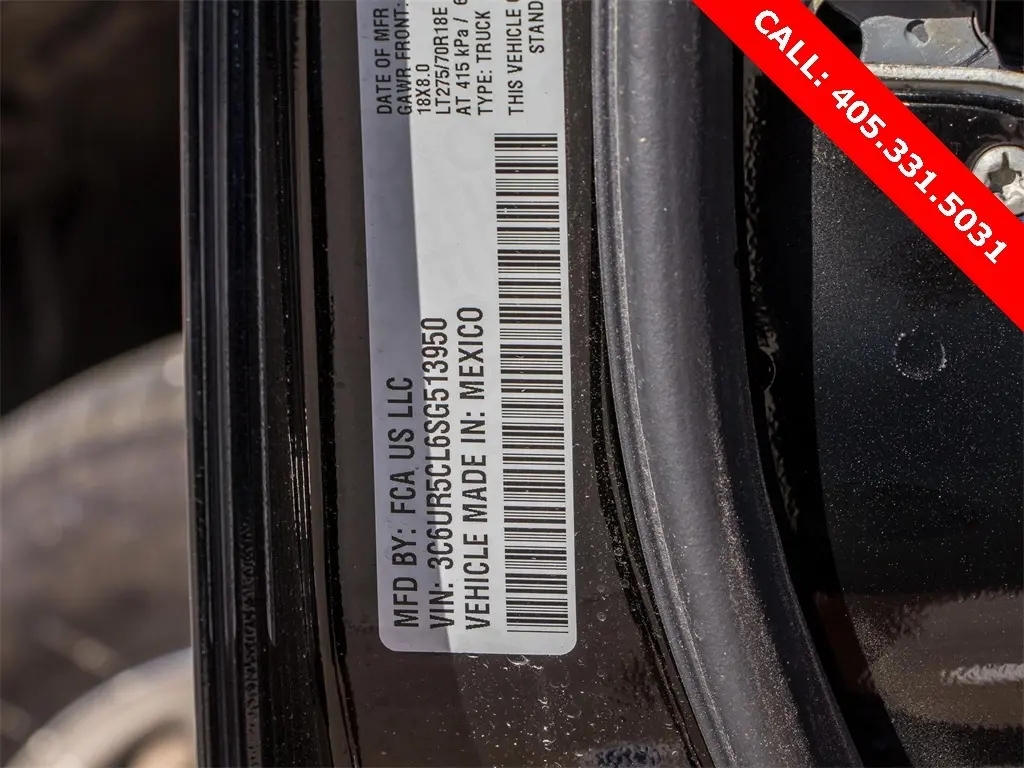 MFD BY: FCA US LLC
VIN: 3C6UR5CL6SG513950
VEHICLE MADE IN: MEXICO
DATE OF MFR
GAWR FRONT:
18X8.0
LT275/70R18E
AT 415 kPa / 6
TYPE: TRUCK
THIS VEHICLE
STAND
CALL: 405.331.5031